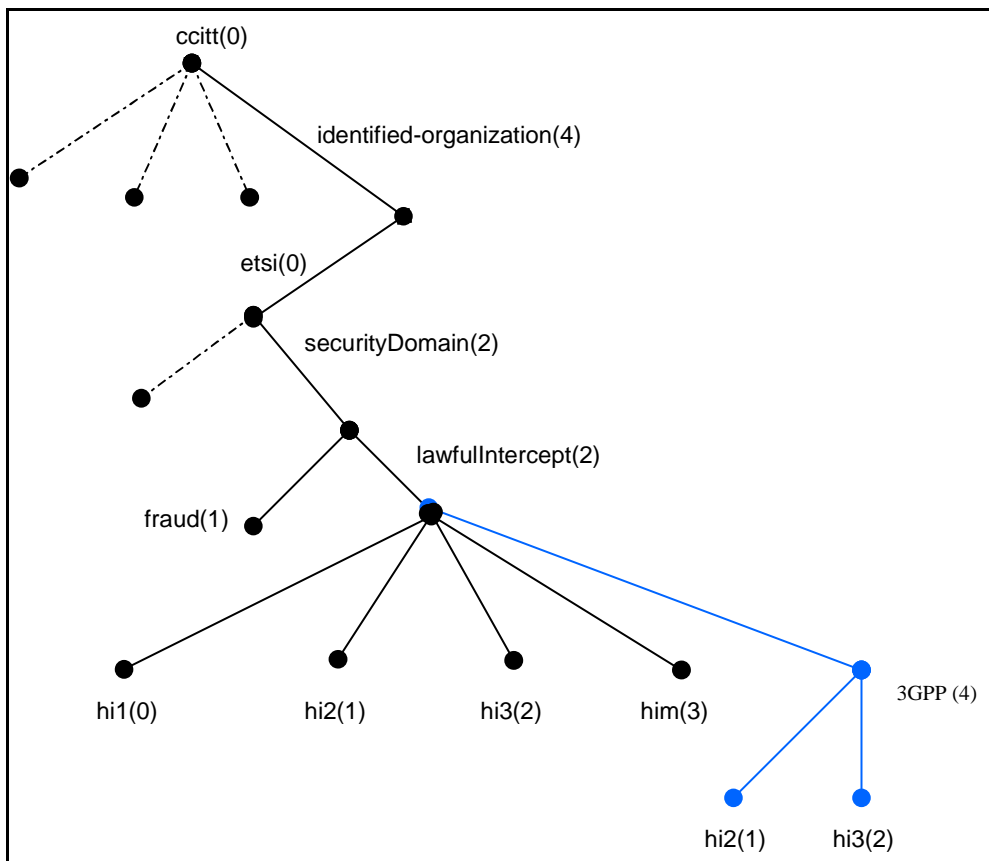 ccitt(0)
identified-organization(4)
etsi(0)
securityDomain(2)
lawfulIntercept(2)
fraud(1)
hi1(0)
hi2(1)
hi3(2)
him(3)
3GPP (4)
hi2(1)
hi3(2)